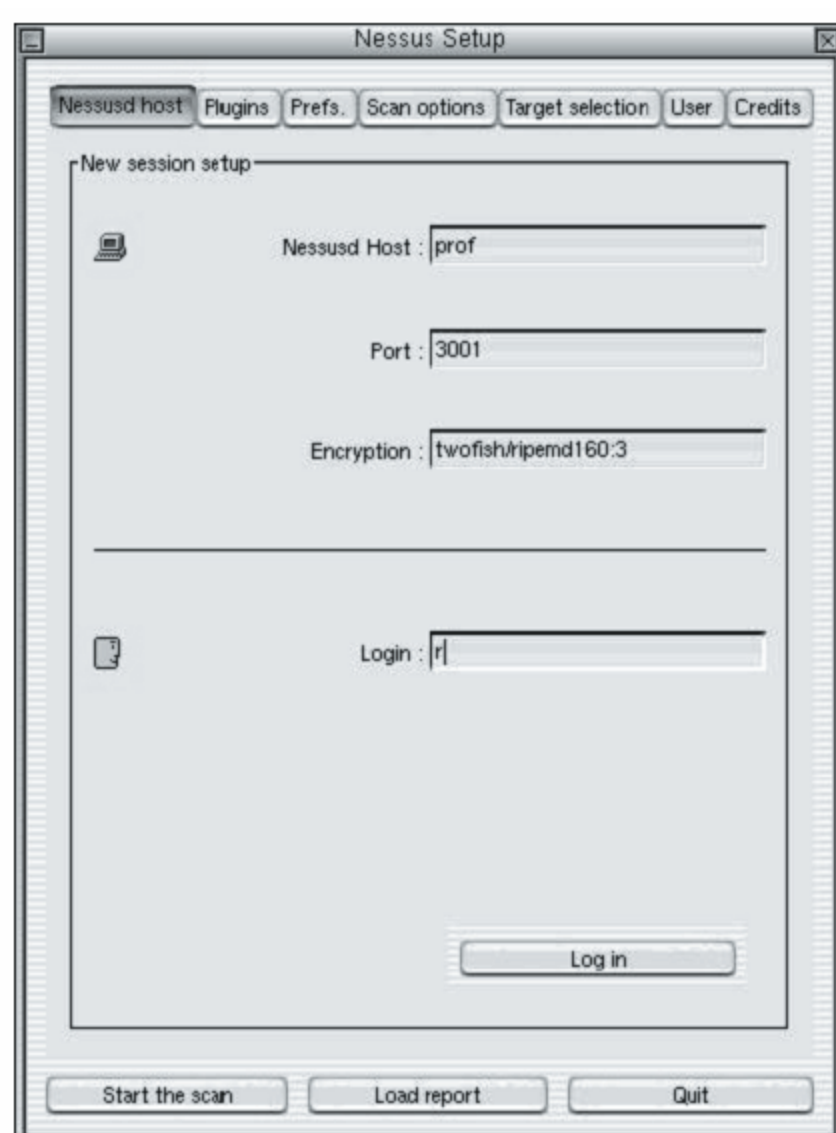 Nessus Setup
Nessusd host Plugins Prefs. Scan options Target selection User Credits
New session setup
Nessusd Host : prof
Port : 3001
Encryption : twofish/ripemd160:3
Login : r
Log in
Start the scan Load report Quit